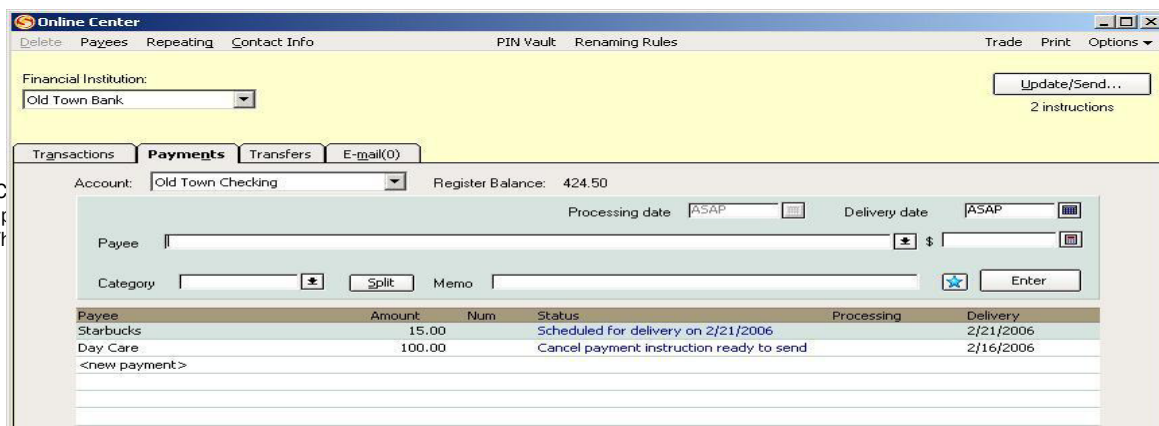 Online Center
Delete Payees Repeating Contact Info PIN Vault Renaming Rules Trade Print Options
Financial Institution:
Old Town Bank
Update/Send...
2 instructions
Transactions Payments Transfers E-mail(0)
Account: Old Town Checking Register Balance: 424.50
Processing date ASAP Delivery date ASAP
Payee $
Category Split Memo Enter
Payee Amount Num Status Processing Delivery
Starbucks 15.00 Scheduled for delivery on 2/21/2006 2/21/2006
Day Care 100.00 Cancel payment instruction ready to send 2/16/2006
<new payment>